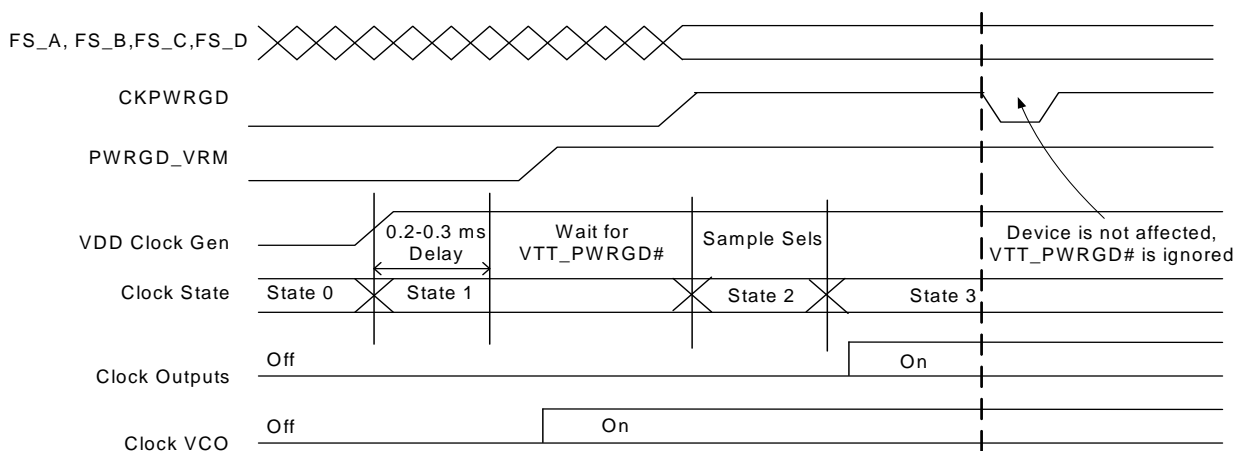 FS_A, FS_B,FS_C,FS_D
CKPWRGD
PWRGD_VRM
VDD Clock Gen
0.2-0.3 ms
Delay
Wait for
VTT_PWRGD#
Sample Sels
Device is not affected,
VTT_PWRGD# is ignored
Clock State
State 0
State 1
State 2
State 3
Clock Outputs
Off
On
Clock VCO
Off
On